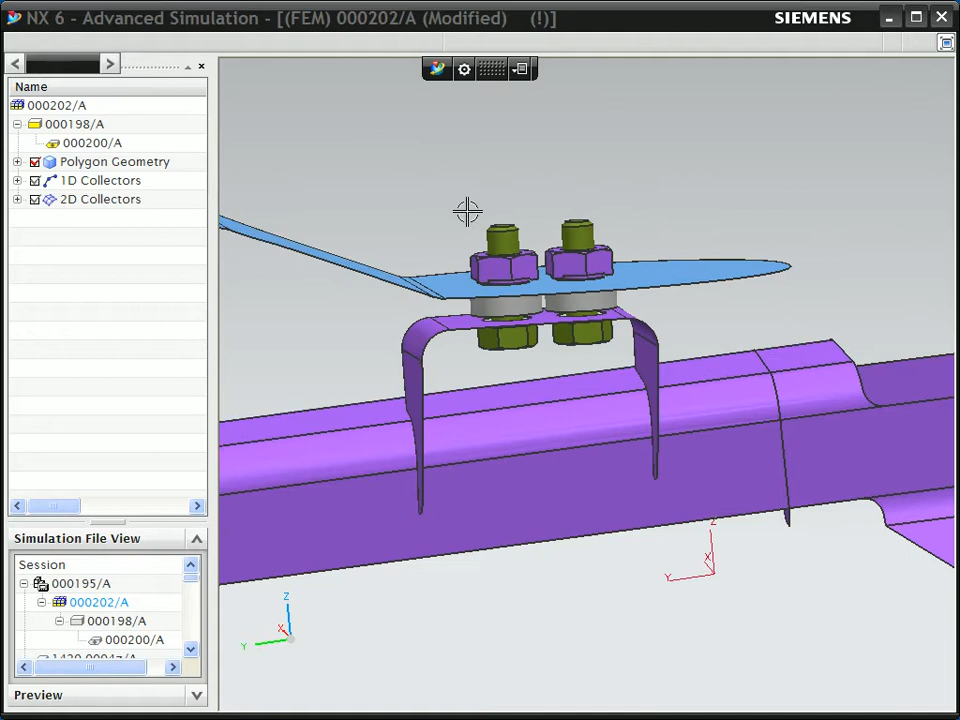 NX 6 - Advanced Simulation - [(FEM) 000202/A (Modified) (!)]
SIEMENS
Name
000202/A
000198/A
000200/A
Polygon Geometry
1D Collectors
2D Collectors
Simulation File View
Session
000195/A
000202/A
000198/A
000200/A
Preview
Z
X
Y
Z
X
Y